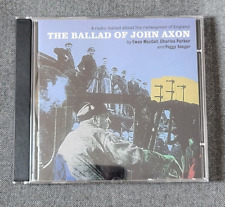 A radio-ballad about the railwaymen of England
THE BALLAD OF JOHN AXON
by Ewan MacColl, Charles Parker
and Peggy Seeger